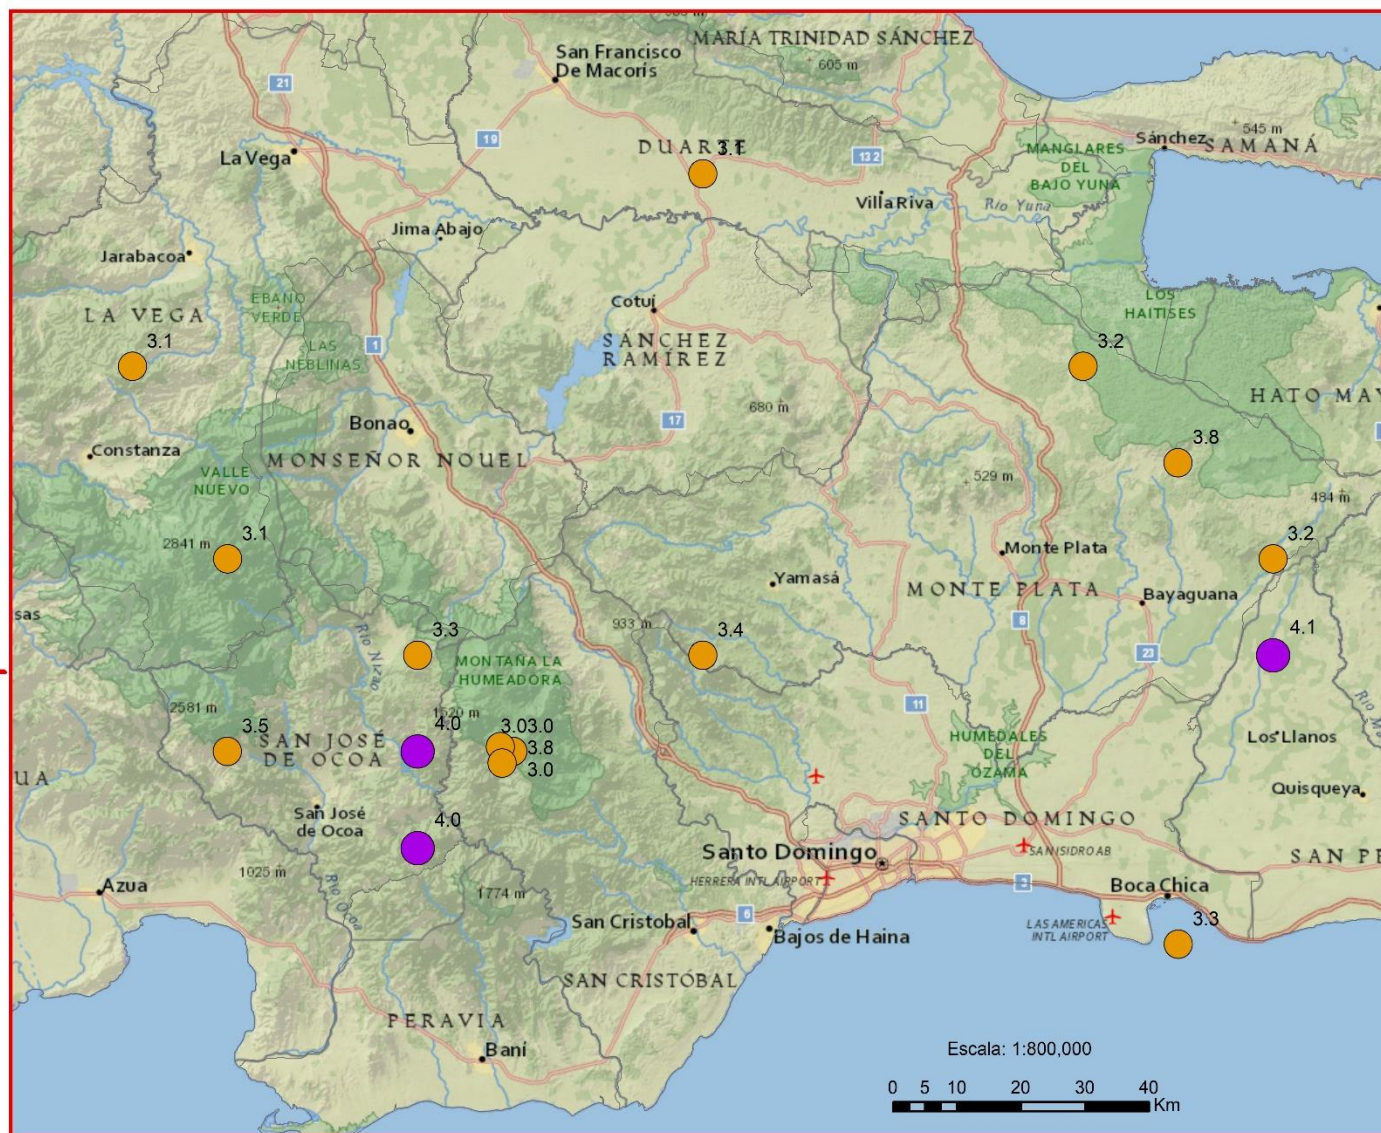 MARÍA TRINIDAD SÁNCHEZ
San Francisco
De Macorís
605 m
21
19
DUARTE
3.1
13 2
Sánchez
545 m
SAMANÁ
MANGLARES
DEL
BAJO YUNA
La Vega
Villa Riva
Río Yuna
Jima Abajo
Jarabacoa
EBANO
VERDE
Cotuí
LOS
HAITISES
LA VEGA
3.1
LAS
NEBLINAS
1
SÁNCHEZ
RAMÍREZ
3.2
HATO MAY
680 m
17
Bonao
Constanza
MONSEÑOR NOUEL
VALLE
NUEVO
3.8
529 m
484 m
3.1
2841 m
3.2
Monte Plata
Yamasá
MONTE PLATA
Bayaguana
sas
933 m
8
Río Nizao
3.3
3.4
4.1
MONTAÑA LA
HUMEADORA
23
2581 m
1520 m
11
3.5
SAN JOSÉ
DE OCOA
4.0
3.0
3.0
3.8
3.0
HUMEDALES
DEL
OZAMA
Los Llanos
UA
Quisqueya
San José
de Ocoa
4.0
SANTO DOMINGO
Santo Domingo
SAN ISIDRO AB
SAN PE
1025 m
HERRERA INTL AIRPORT
3
Azua
Río Ocoa
1774 m
Boca Chica
San Cristobal
6
Bajos de Haina
LAS AMERICAS
INTL AIRPORT
3.3
SAN CRISTÓBAL
PERAVIA
Baní
Escala: 1:800,000
0 5 10 20 30 40
Km